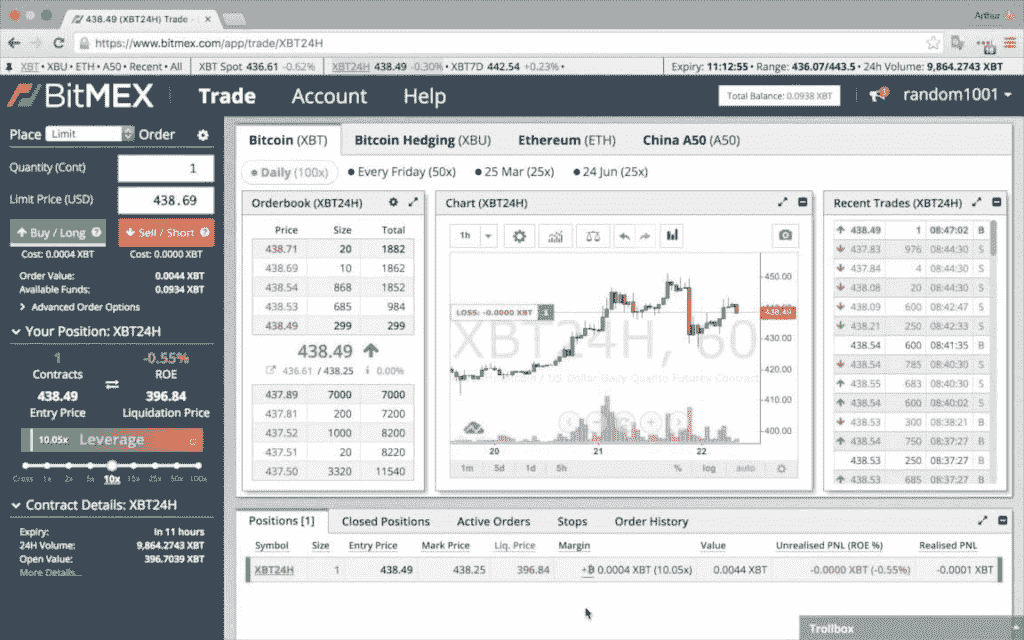 438.49 (XBT24H) Trade -
Arthur
https://www.bitmex.com/app/trade/XBT24H
XBT • XBU • ETH • A50 • Recent • All XBT Spot 436.61 -0.62% XBT24H 438.49 -0.30% • XBT7D 442.54 +0.23% • Expiry: 11:12:55 • Range: 436.07/443.5 • 24h Volume: 9,864.2743 XBT
BitMEX Trade Account Help Total Balance: 0.0938 XBT random1001
Place Limit Order
Quantity (Cont) 1
Limit Price (USD) 438.69
Buy / Long Sell / Short
Cost: 0.0004 XBT Cost: 0.0000 XBT
Order Value: 0.0044 XBT
Available Funds: 0.0934 XBT
Advanced Order Options
Your Position: XBT24H
1 -0.55%
Contracts ROE
438.49 396.84
Entry Price Liquidation Price
10.05x Leverage
Cross 1x 2x 5x 10x 15x 25x 50x 100x
Contract Details: XBT24H
Expiry: in 11 hours
24H Volume: 9,864.2743 XBT
Open Value: 396.7039 XBT
More Details...
Bitcoin (XBT) Bitcoin Hedging (XBU) Ethereum (ETH) China A50 (A50)
Daily (100x) Every Friday (50x) 25 Mar (25x) 24 Jun (25x)
Orderbook (XBT24H)
Price Size Total
438.71 20 1882
438.69 10 1862
438.54 868 1852
438.53 685 984
438.49 299 299
438.49
436.61 / 438.25 0.00%
437.89 7000 7000
437.81 200 7200
437.52 1000 8200
437.51 20 8220
437.50 3320 11540
Chart (XBT24H)
1h
LOSS: -0.0000 XBT 1
XBT24H, 60
Bitcoin / US Dollar Daily Quanto Futures Contract
450.00
438.49
430.00
420.00
410.00
400.00
20 21 22
1m 5d 1d 5h % log auto
Recent Trades (XBT24H)
438.49 1 08:47:02 B
437.83 976 08:44:30 S
437.84 4 08:44:30 S
438.08 20 08:44:30 S
438.09 600 08:42:47 S
438.21 250 08:42:33 S
438.54 600 08:41:35 B
438.54 785 08:40:30 S
438.55 683 08:40:30 S
438.54 600 08:40:02 S
438.53 300 08:38:21 B
438.54 750 08:37:27 B
438.53 250 08:37:27 B
438.53 685 08:37:27 B
Positions [1] Closed Positions Active Orders Stops Order History
Symbol Size Entry Price Mark Price Liq. Price Margin Value Unrealised PNL (ROE %) Realised PNL
XBT24H 1 438.49 438.25 396.84 +฿ 0.0004 XBT (10.05x) 0.0044 XBT -0.0000 XBT (-0.55%) -0.0001 XBT
Trollbox